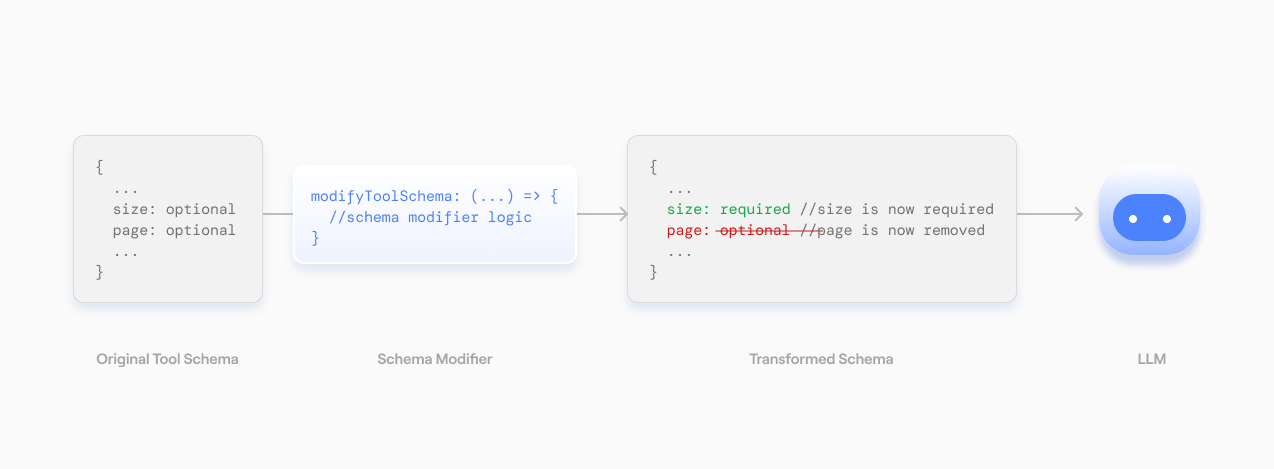 {
...
size: optional
page: optional
...
}
modifyToolSchema: (...) => {
//schema modifier logic
}
{
...
size: required //size is now required
page: optional //page is now removed
...
}
Original Tool Schema
Schema Modifier
Transformed Schema
LLM